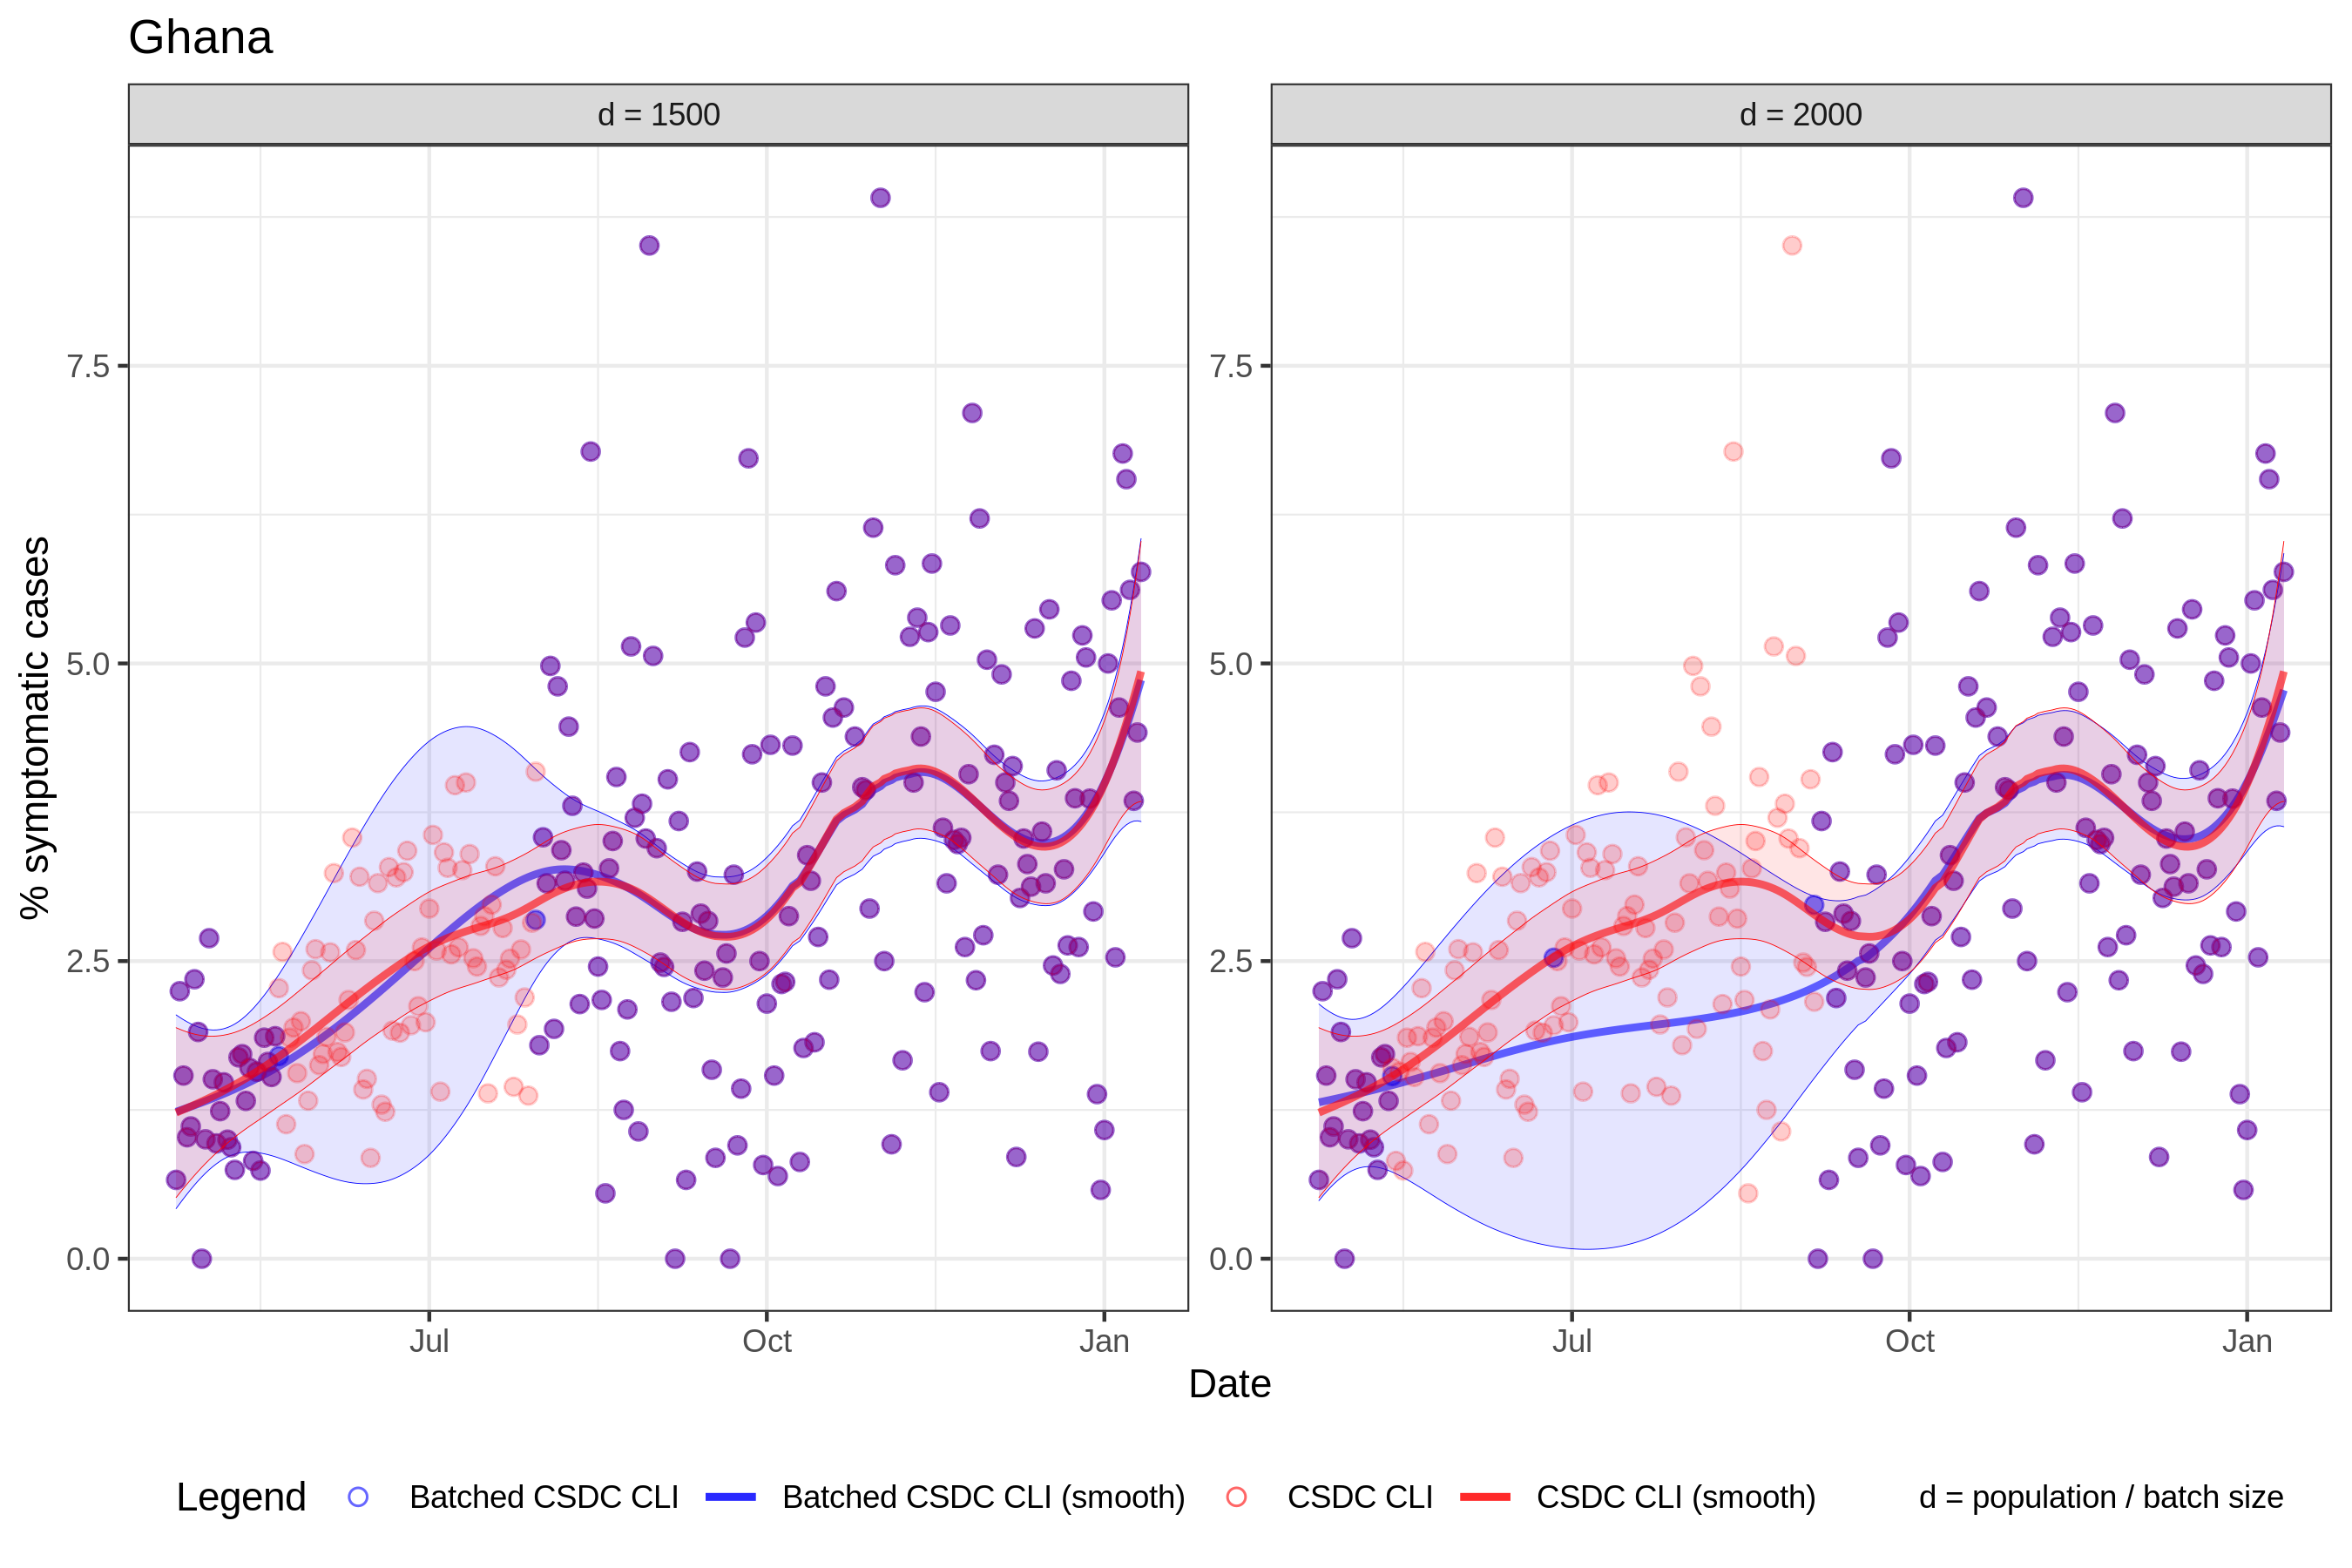 Ghana
d = 1500
d = 2000
% symptomatic cases
7.5
5.0
2.5
0.0
7.5
5.0
2.5
0.0
Jul
Oct
Jan
Jul
Oct
Jan
Date
Legend
Batched CSDC CLI
Batched CSDC CLI (smooth)
CSDC CLI
CSDC CLI (smooth)
d = population / batch size